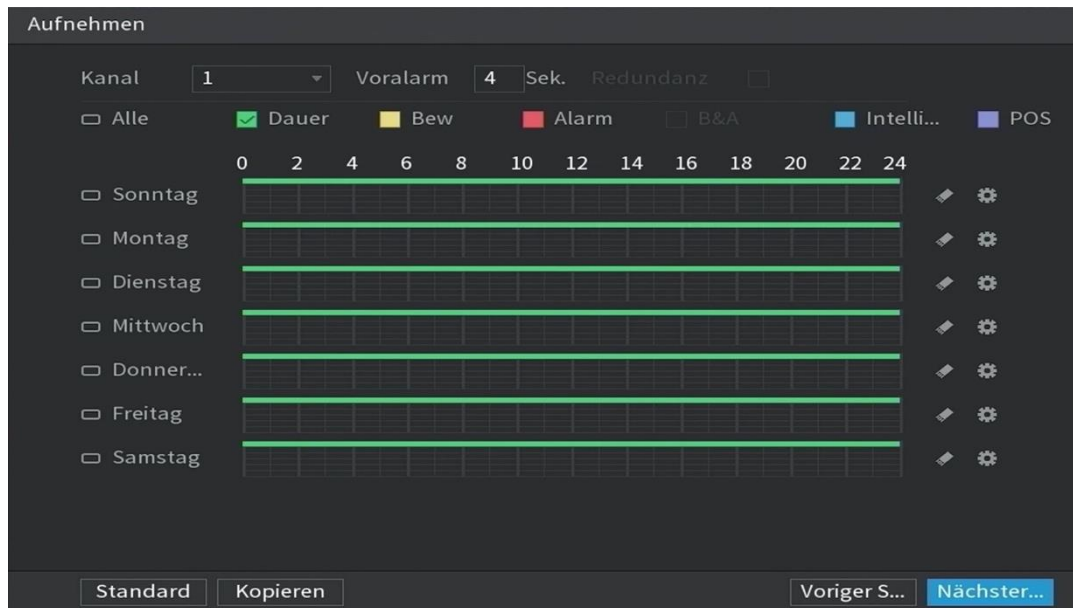 Aufnehmen
Kanal 1 Voralarm 4 Sek. Redundanz
Alle Dauer Bew Alarm B&A Intelli... POS
0 2 4 6 8 10 12 14 16 18 20 22 24
Sonntag
Montag
Dienstag
Mittwoch
Donner...
Freitag
Samstag
Standard Kopieren Voriger S... Nächster...